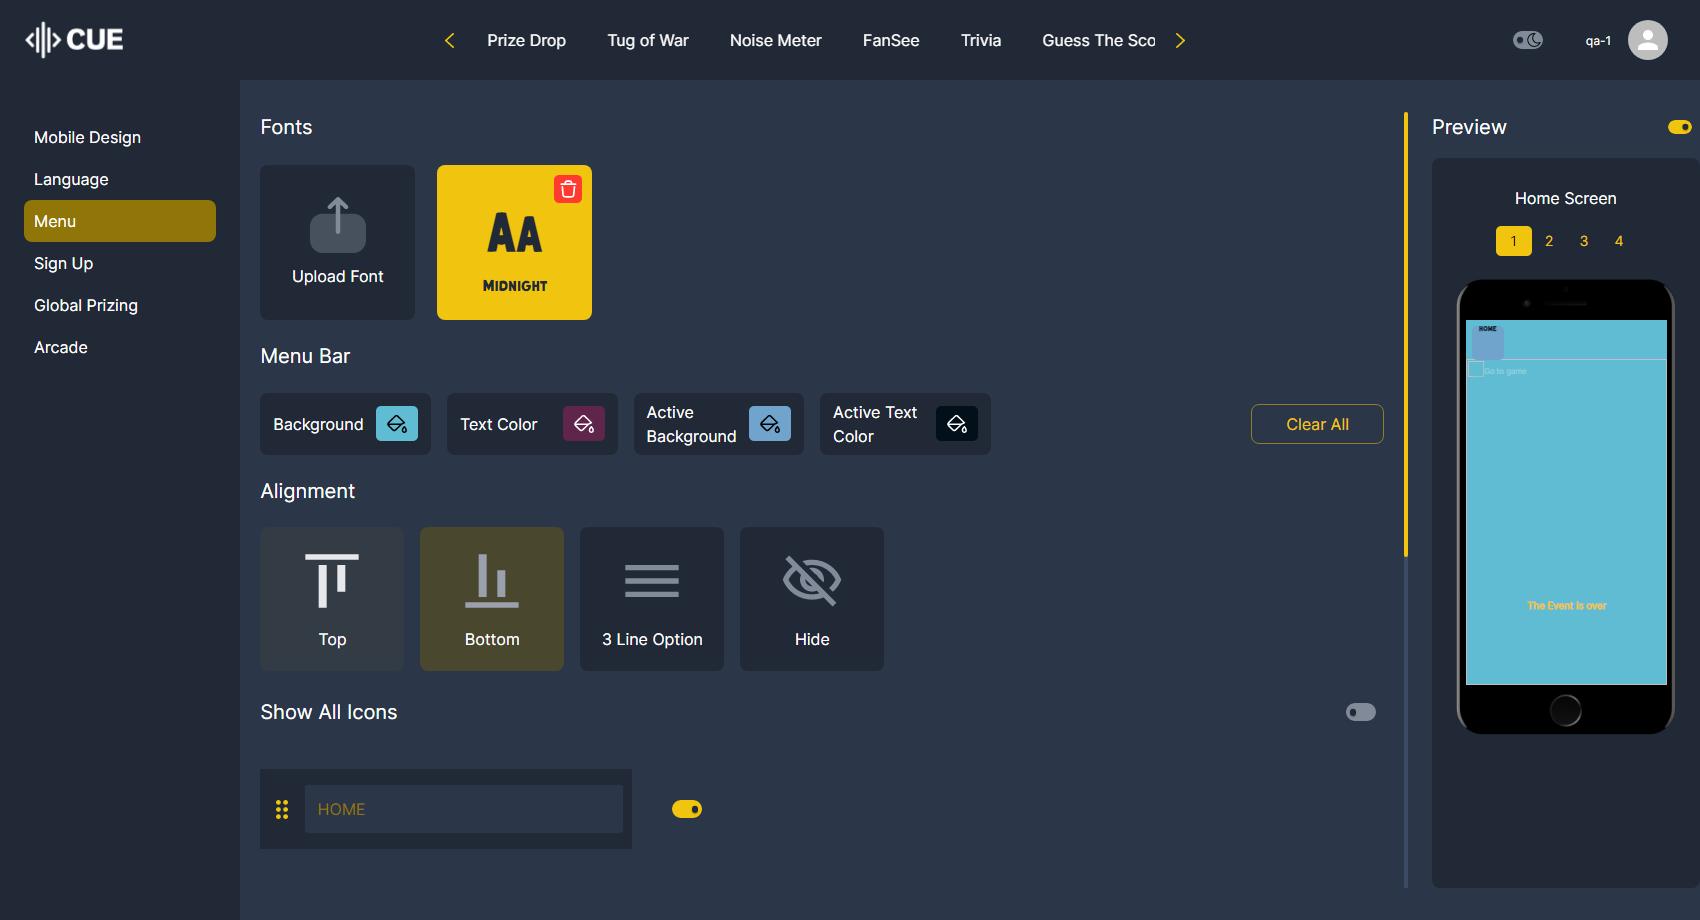 CUE
Prize Drop
Tug of War
Noise Meter
FanSee
Trivia
Guess The Sco
qa-1
Mobile Design
Language
Menu
Sign Up
Global Prizing
Arcade
Fonts
Upload Font
AA
MIDNIGHT
Menu Bar
Background
Text Color
Active
Background
Active Text
Color
Clear All
Alignment
Top
Bottom
3 Line Option
Hide
Show All Icons
HOME
Preview
Home Screen
1 2 3 4
HOME
Go to game
The Event is over